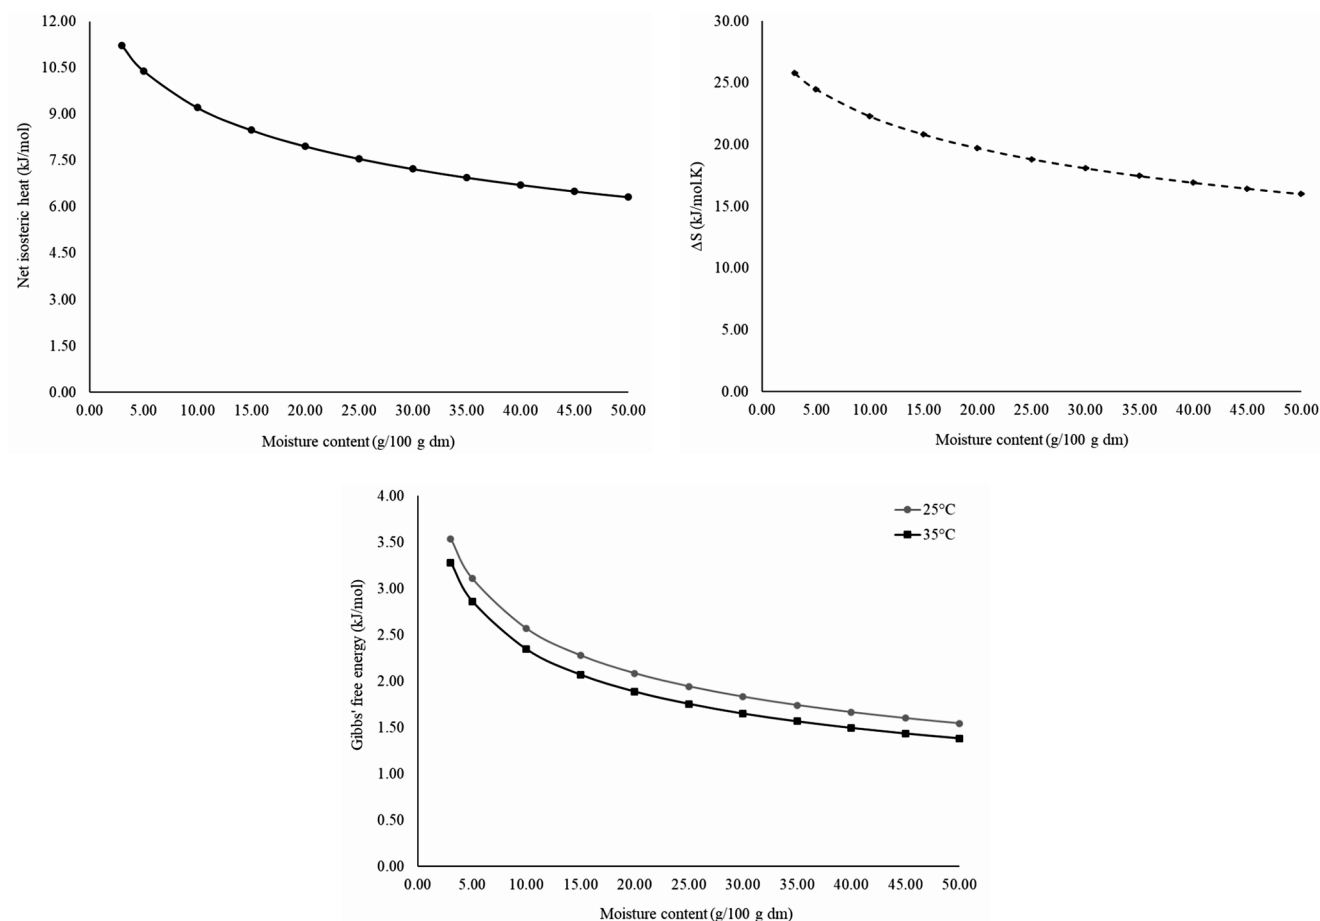 12.00
10.50
9.00
7.50
6.00
4.50
3.00
1.50
0.00
Net isosteric heat (kJ/mol)
0.00 5.00 10.00 15.00 20.00 25.00 30.00 35.00 40.00 45.00 50.00
Moisture content (g/100 g dm)
30.00
25.00
20.00
15.00
10.00
5.00
0.00
ΔS (kJ/mol.K)
0.00 5.00 10.00 15.00 20.00 25.00 30.00 35.00 40.00 45.00 50.00
Moisture content (g/100 g dm)
4.00
3.50
3.00
2.50
2.00
1.50
1.00
0.50
0.00
Gibbs' free energy (kJ/mol)
25°C
35°C
0.00 5.00 10.00 15.00 20.00 25.00 30.00 35.00 40.00 45.00 50.00
Moisture content (g/100 g dm)